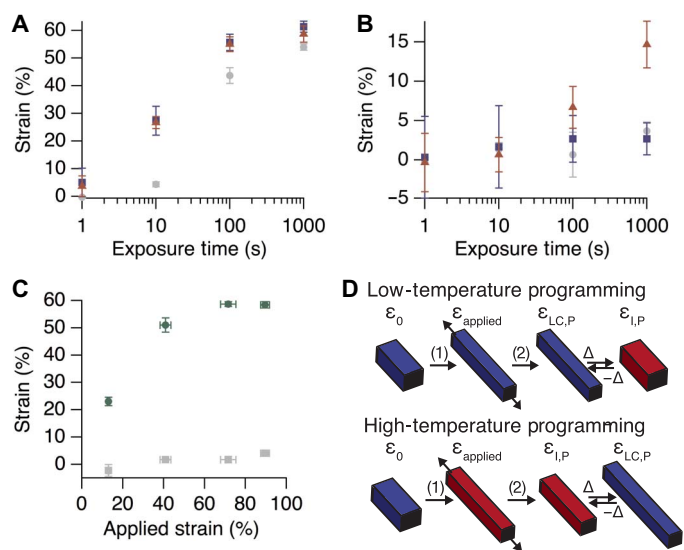 A
Strain (%)
60
50
40
30
20
10
0
1
10
100
1000
Exposure time (s)
B
Strain (%)
15
10
5
0
−5
1
10
100
1000
Exposure time (s)
C
Strain (%)
60
50
40
30
20
10
0
0
20
40
60
80
100
Applied strain (%)
D
Low-temperature programming
ε0 εapplied εLC,P εI,P
(1) (2) Δ
−Δ
High-temperature programming
ε0 εapplied εI,P εLC,P
(1) (2) Δ
−Δ